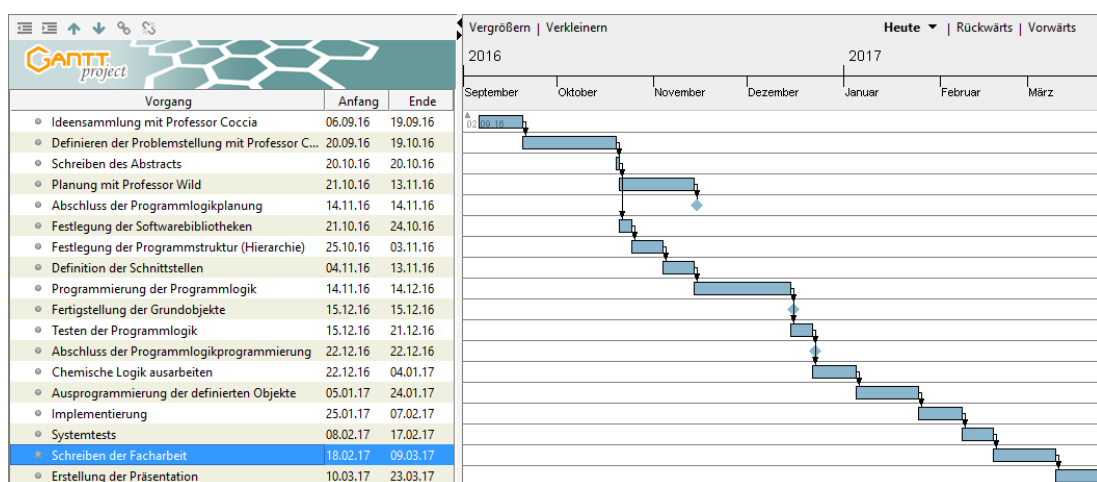 Vergrößern | Verkleinern
Heute | Rückwärts | Vorwärts
GANTT
project
2016
2017
Vorgang Anfang Ende
September Oktober November Dezember Januar Februar März
02.09.16
Ideensammlung mit Professor Coccia 06.09.16 19.09.16
Definieren der Problemstellung mit Professor C... 20.09.16 19.10.16
Schreiben des Abstracts 20.10.16 20.10.16
Planung mit Professor Wild 21.10.16 13.11.16
Abschluss der Programmlogikplanung 14.11.16 14.11.16
Festlegung der Softwarebibliotheken 21.10.16 24.10.16
Festlegung der Programmstruktur (Hierarchie) 25.10.16 03.11.16
Definition der Schnittstellen 04.11.16 13.11.16
Programmierung der Programmlogik 14.11.16 14.12.16
Fertigstellung der Grundobjekte 15.12.16 15.12.16
Testen der Programmlogik 15.12.16 21.12.16
Abschluss der Programmlogikprogrammierung 22.12.16 22.12.16
Chemische Logik ausarbeiten 22.12.16 04.01.17
Ausprogrammierung der definierten Objekte 05.01.17 24.01.17
Implementierung 25.01.17 07.02.17
Systemtests 08.02.17 17.02.17
Schreiben der Facharbeit 18.02.17 09.03.17
Erstellung der Präsentation 10.03.17 23.03.17